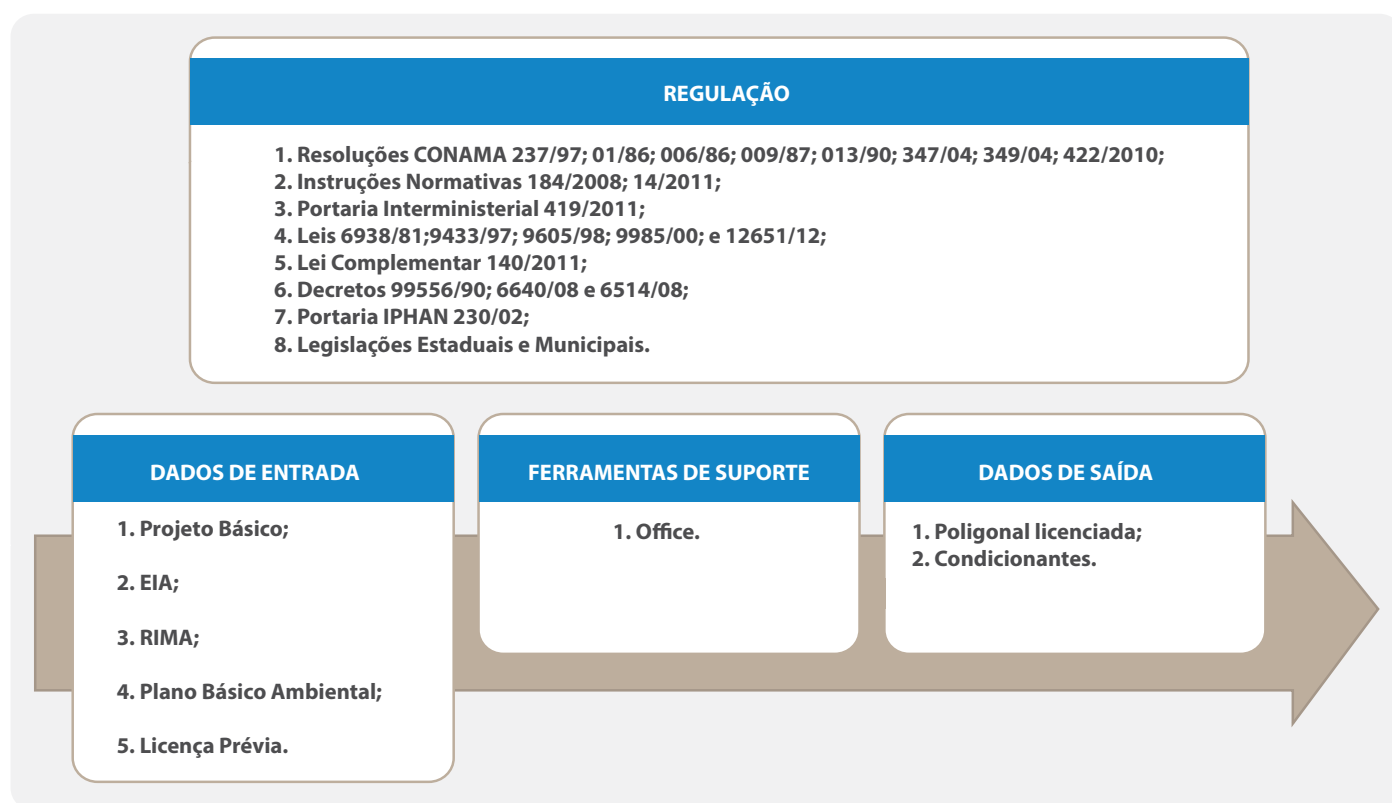 REGULAÇÃO
1. Resoluções CONAMA 237/97; 01/86; 006/86; 009/87; 013/90; 347/04; 349/04; 422/2010;
2. Instruções Normativas 184/2008; 14/2011;
3. Portaria Interministerial 419/2011;
4. Leis 6938/81;9433/97; 9605/98; 9985/00; e 12651/12;
5. Lei Complementar 140/2011;
6. Decretos 99556/90; 6640/08 e 6514/08;
7. Portaria IPHAN 230/02;
8. Legislações Estaduais e Municipais.
DADOS DE ENTRADA
1. Projeto Básico;
2. EIA;
3. RIMA;
4. Plano Básico Ambiental;
5. Licença Prévia.
FERRAMENTAS DE SUPORTE
1. Office.
DADOS DE SAÍDA
1. Poligonal licenciada;
2. Condicionantes.